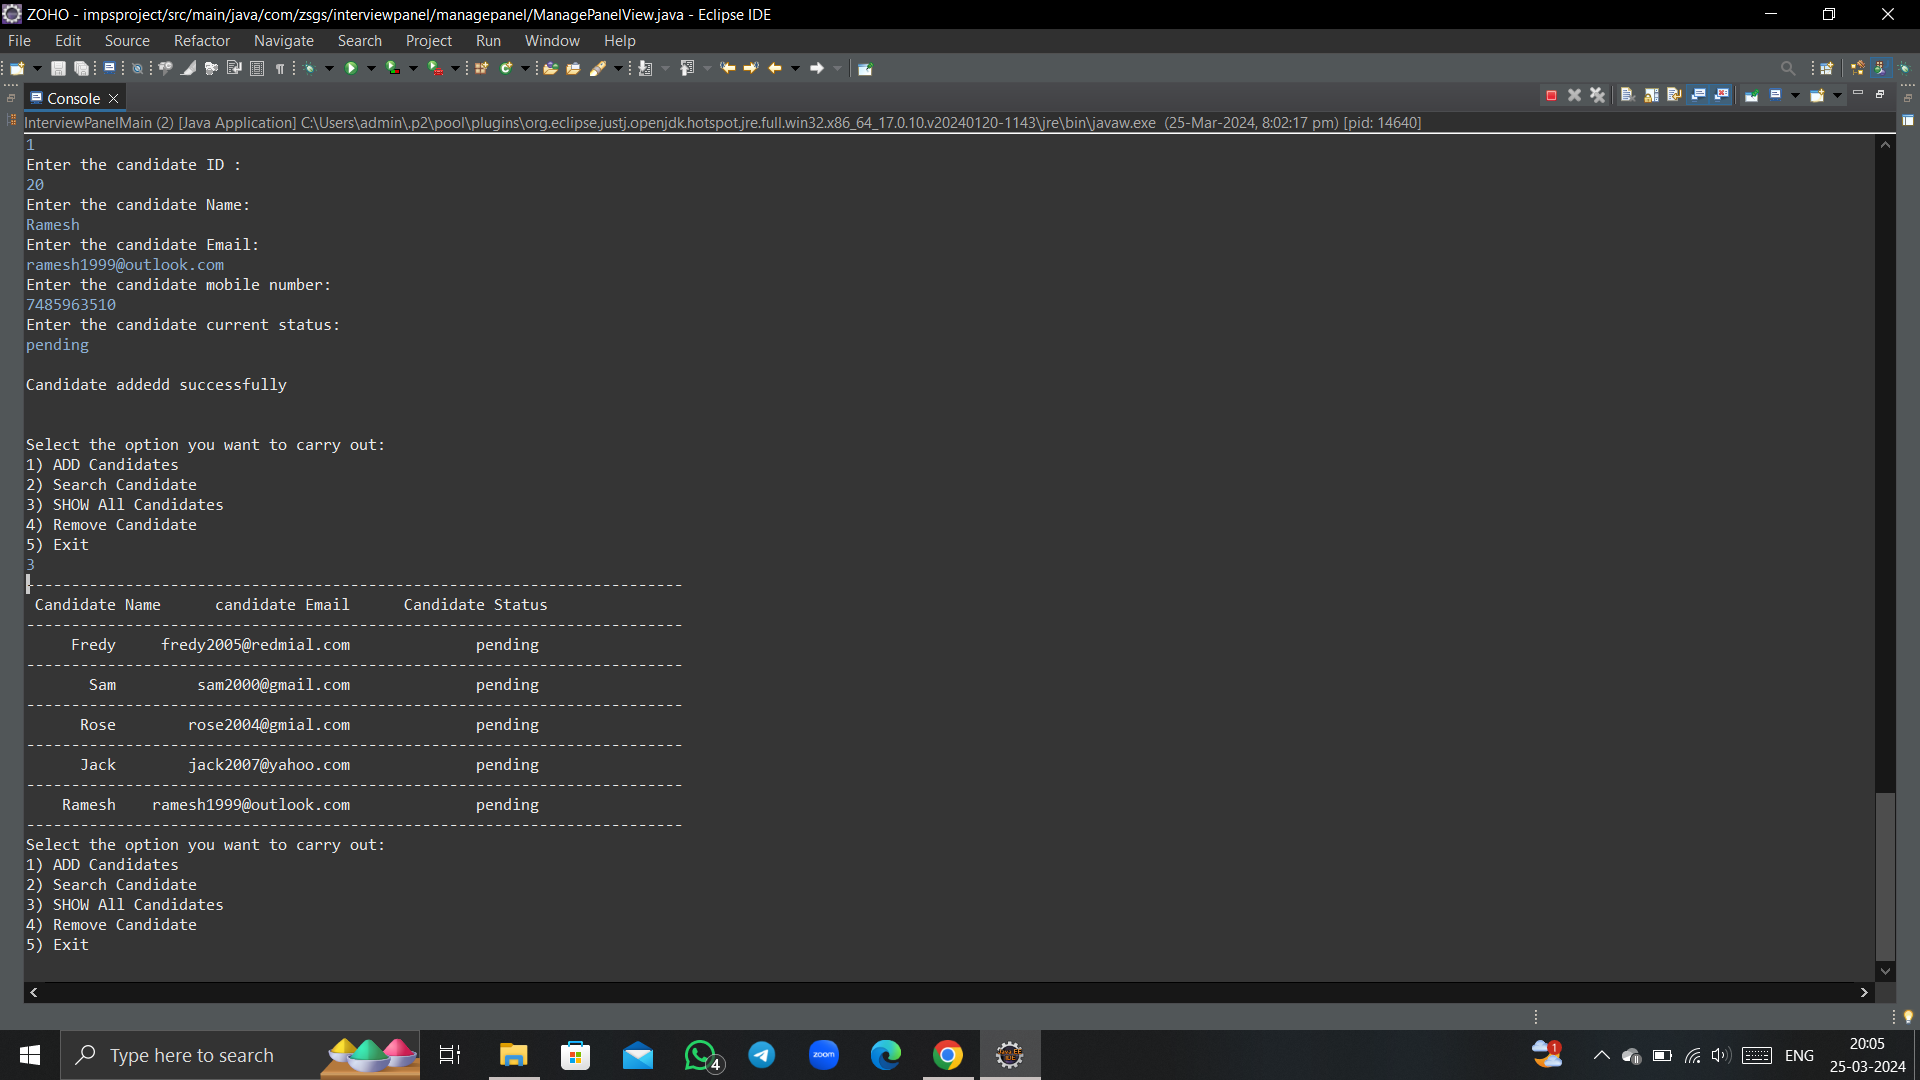 ZOHO - impsproject/src/main/java/com/zsgs/interviewpanel/managepanel/ManagePanelView.java - Eclipse IDE
File Edit Source Refactor Navigate Search Project Run Window Help
Console
InterviewPanelMain (2) [Java Application] C:\Users\admin\.p2\pool\plugins\org.eclipse.justj.openjdk.hotspot.jre.full.win32.x86_64_17.0.10.v20240120-1143\jre\bin\javaw.exe (25-Mar-2024, 8:02:17 pm) [pid: 14640]
1
Enter the candidate ID :
20
Enter the candidate Name:
Ramesh
Enter the candidate Email:
ramesh1999@outlook.com
Enter the candidate mobile number:
7485963510
Enter the candidate current status:
pending
Candidate addedd successfully
Select the option you want to carry out:
1) ADD Candidates
2) Search Candidate
3) SHOW All Candidates
4) Remove Candidate
5) Exit
3
-------------------------------------------------------------------------
Candidate Name candidate Email Candidate Status
-------------------------------------------------------------------------
Fredy fredy2005@redmial.com pending
-------------------------------------------------------------------------
Sam sam2000@gmail.com pending
-------------------------------------------------------------------------
Rose rose2004@gmial.com pending
-------------------------------------------------------------------------
Jack jack2007@yahoo.com pending
-------------------------------------------------------------------------
Ramesh ramesh1999@outlook.com pending
-------------------------------------------------------------------------
Select the option you want to carry out:
1) ADD Candidates
2) Search Candidate
3) SHOW All Candidates
4) Remove Candidate
5) Exit
Type here to search
4
zoom
1
ENG
20:05
25-03-2024